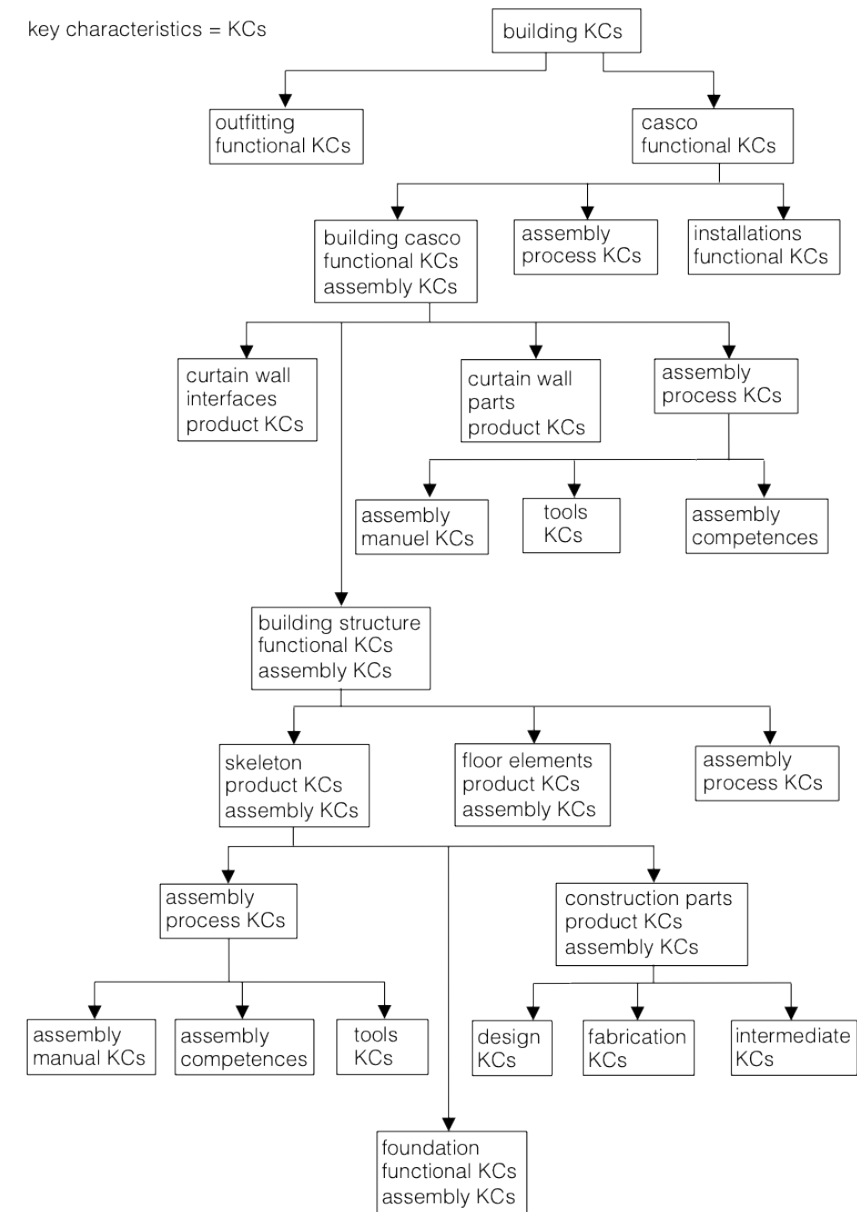 key characteristics = KCs
building KCs
outfitting
functional KCs
casco
functional KCs
building casco
functional KCs
assembly KCs
assembly
process KCs
installations
functional KCs
curtain wall
interfaces
product KCs
curtain wall
parts
product KCs
assembly
process KCs
assembly
manuel KCs
tools
KCs
assembly
competences
building structure
functional KCs
assembly KCs
skeleton
product KCs
assembly KCs
floor elements
product KCs
assembly KCs
assembly
process KCs
assembly
process KCs
construction parts
product KCs
assembly KCs
assembly
manual KCs
assembly
competences
tools
KCs
design
KCs
fabrication
KCs
intermediate
KCs
foundation
functional KCs
assembly KCs